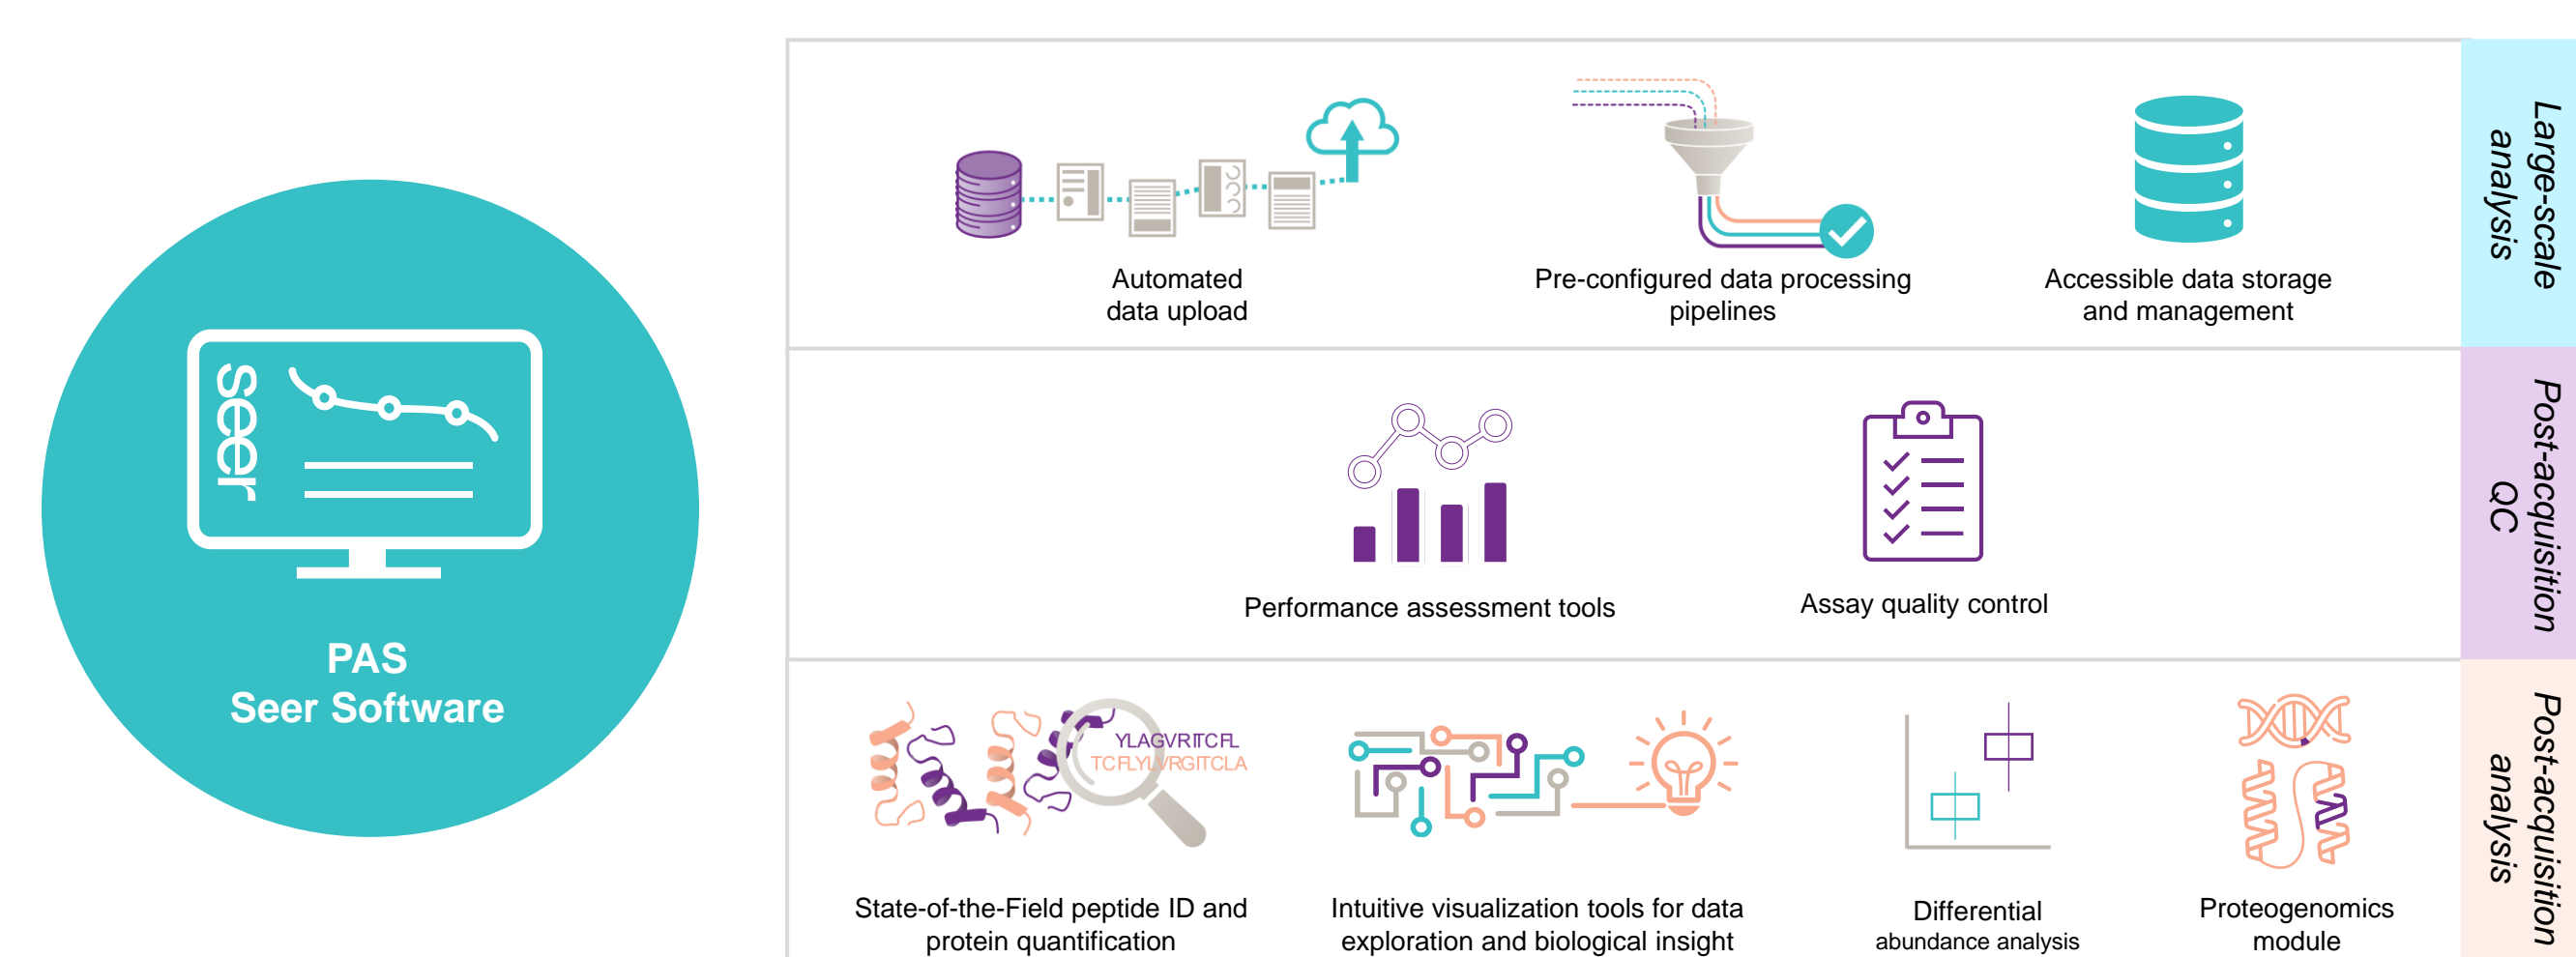 seer
PAS
Seer Software
Automated
data upload
Pre-configured data processing
pipelines
Accessible data storage
and management
Large-scale
analysis
Performance assessment tools
Assay quality control
Post-acquisition
QC
YLAGVRITCFL
TCFLYLVRGITCLA
State-of-the-Field peptide ID and
protein quantification
Intuitive visualization tools for data
exploration and biological insight
Differential
abundance analysis
Proteogenomics
module
Post-acquisition
analysis